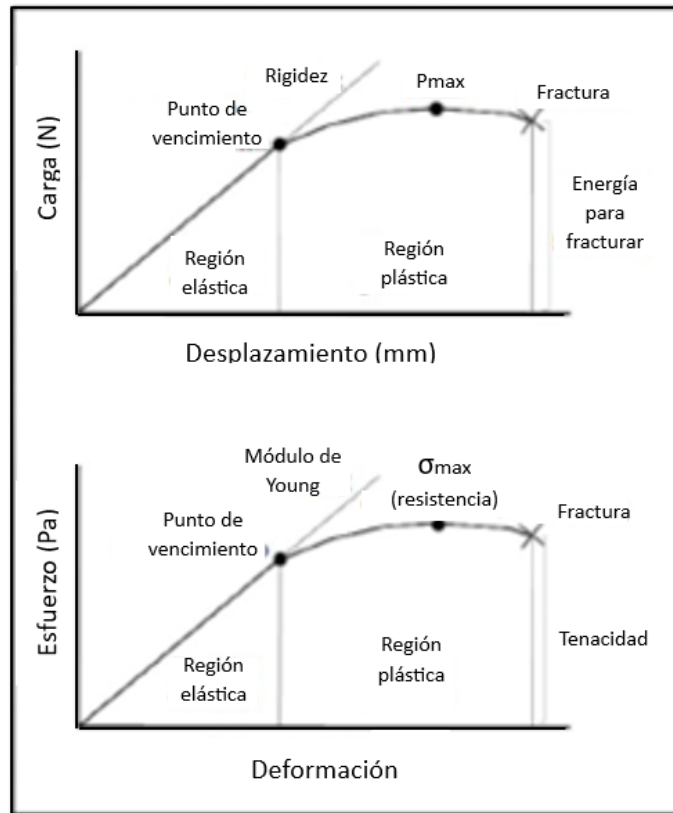 Rigidez
Pmax
Fractura
Punto de
vencimiento
Carga (N)
Energía
para
fracturar
Región
elástica
Región
plástica
Desplazamiento (mm)
Módulo de
Young
σmax
(resistencia)
Fractura
Punto de
vencimiento
Esfuerzo (Pa)
Tenacidad
Región
elástica
Región
plástica
Deformación